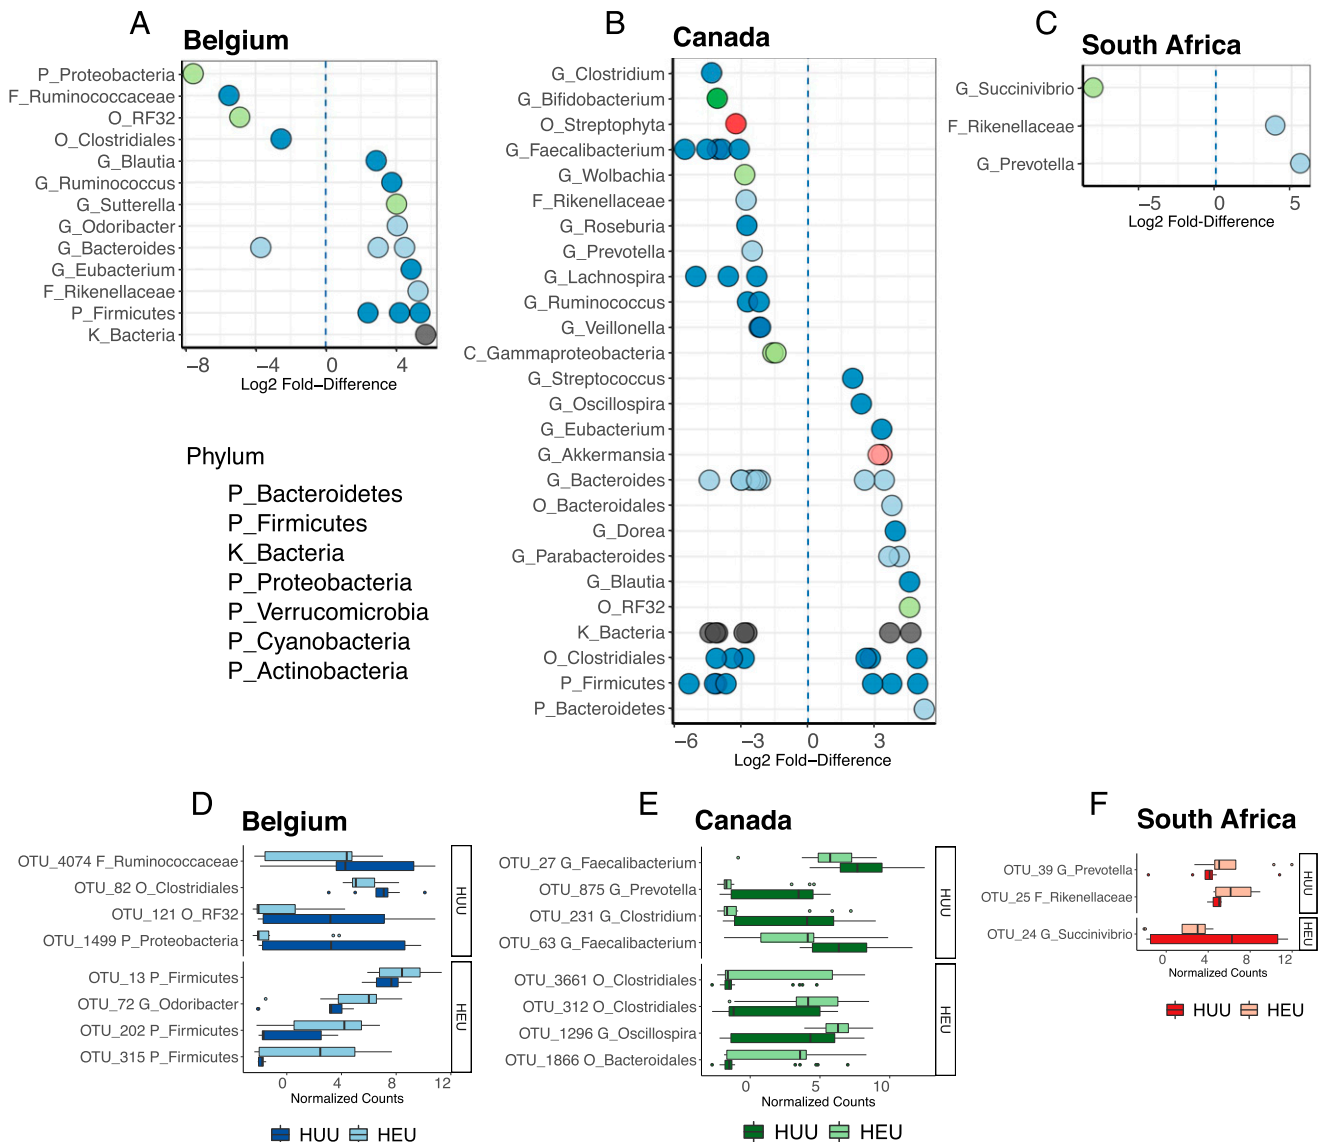 A
Belgium
P_Proteobacteria
F_Ruminococcaceae
O_RF32
O_Clostridiales
G_Blautia
G_Ruminococcus
G_Sutterella
G_Odoribacter
G_Bacteroides
G_Eubacterium
F_Rikenellaceae
P_Firmicutes
K_Bacteria
−8 −4 0 4
Log2 Fold−Difference
Phylum
P_Bacteroidetes
P_Firmicutes
K_Bacteria
P_Proteobacteria
P_Verrucomicrobia
P_Cyanobacteria
P_Actinobacteria
B
Canada
G_Clostridium
G_Bifidobacterium
O_Streptophyta
G_Faecalibacterium
G_Wolbachia
F_Rikenellaceae
G_Roseburia
G_Prevotella
G_Lachnospira
G_Ruminococcus
G_Veillonella
C_Gammaproteobacteria
G_Streptococcus
G_Oscillospira
G_Eubacterium
G_Akkermansia
G_Bacteroides
O_Bacteroidales
G_Dorea
G_Parabacteroides
G_Blautia
O_RF32
K_Bacteria
O_Clostridiales
P_Firmicutes
P_Bacteroidetes
−6 −3 0 3
Log2 Fold−Difference
C
South Africa
G_Succinivibrio
F_Rikenellaceae
G_Prevotella
−5 0 5
Log2 Fold−Difference
D
Belgium
OTU_4074 F_Ruminococcaceae
OTU_82 O_Clostridiales
OTU_121 O_RF32
OTU_1499 P_Proteobacteria
HUU
OTU_13 P_Firmicutes
OTU_72 G_Odoribacter
OTU_202 P_Firmicutes
OTU_315 P_Firmicutes
HEU
0 4 8 12
Normalized Counts
HUU HEU
E
Canada
OTU_27 G_Faecalibacterium
OTU_875 G_Prevotella
OTU_231 G_Clostridium
OTU_63 G_Faecalibacterium
HUU
OTU_3661 O_Clostridiales
OTU_312 O_Clostridiales
OTU_1296 G_Oscillospira
OTU_1866 O_Bacteroidales
HEU
0 5 10
Normalized Counts
HUU HEU
F
South Africa
OTU_39 G_Prevotella
OTU_25 F_Rikenellaceae
HUU
OTU_24 G_Succinivibrio
HEU
0 4 8 12
Normalized Counts
HUU HEU